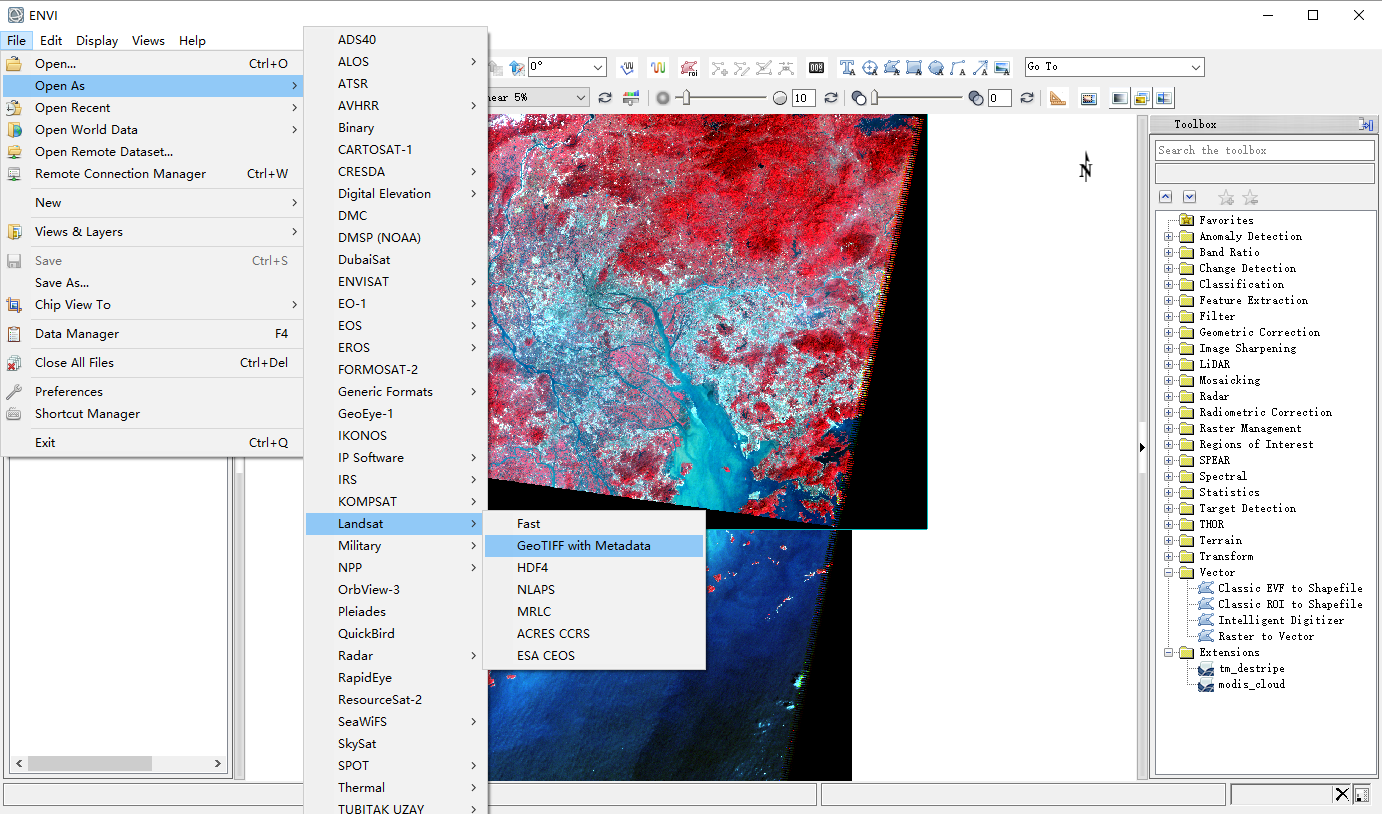 ENVI
File Edit Display Views Help
Open... Ctrl+O
Open As
Open Recent
Open World Data
Open Remote Dataset...
Remote Connection Manager Ctrl+W
New
Views & Layers
Save Ctrl+S
Save As...
Chip View To
Data Manager F4
Close All Files Ctrl+Del
Preferences
Shortcut Manager
Exit Ctrl+Q
ADS40
ALOS
ATSR
AVHRR
Binary
CARTOSAT-1
CRESDA
Digital Elevation
DMC
DMSP (NOAA)
DubaiSat
ENVISAT
EO-1
EOS
EROS
FORMOSAT-2
Generic Formats
GeoEye-1
IKONOS
IP Software
IRS
KOMPSAT
Landsat
Military
NPP
OrbView-3
Pleiades
QuickBird
Radar
RapidEye
ResourceSat-2
SeaWiFS
SkySat
SPOT
Thermal
TUBITAK UZAY
Fast
GeoTIFF with Metadata
HDF4
NLAPS
MRLC
ACRES CCRS
ESA CEOS
0°
roi
Go To
near 5%
10
0
N
Toolbox
Search the toolbox
Favorites
Anomaly Detection
Band Ratio
Change Detection
Classification
Feature Extraction
Filter
Geometric Correction
Image Sharpening
LiDAR
Mosaicking
Radar
Radiometric Correction
Raster Management
Regions of Interest
SPEAR
Spectral
Statistics
Target Detection
THOR
Terrain
Transform
Vector
Classic EVF to Shapefile
Classic ROI to Shapefile
Intelligent Digitizer
Raster to Vector
Extensions
tm_destripe
modis_cloud